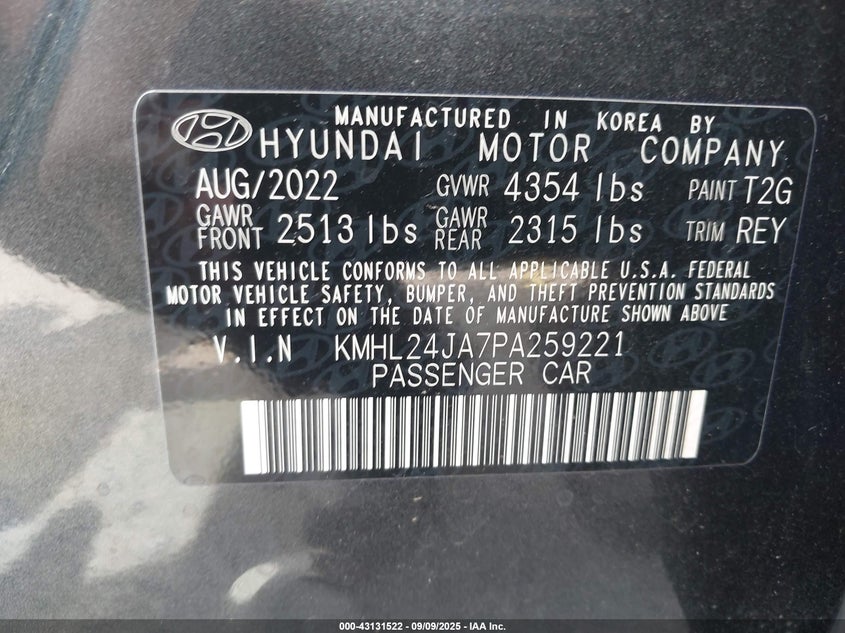 MANUFACTURED IN KOREA BY
HYUNDAI MOTOR COMPANY
AUG/2022 GVWR 4354 lbs PAINT T2G
GAWR FRONT 2513 lbs GAWR REAR 2315 lbs TRIM REY
THIS VEHICLE CONFORMS TO ALL APPLICABLE U.S.A. FEDERAL
MOTOR VEHICLE SAFETY, BUMPER, AND THEFT PREVENTION STANDARDS
IN EFFECT ON THE DATE OF MANUFACTURE SHOWN ABOVE
V.I.N KMHL24JA7PA259221
PASSENGER CAR
000-43131522 - 09/09/2025 - IAA Inc.